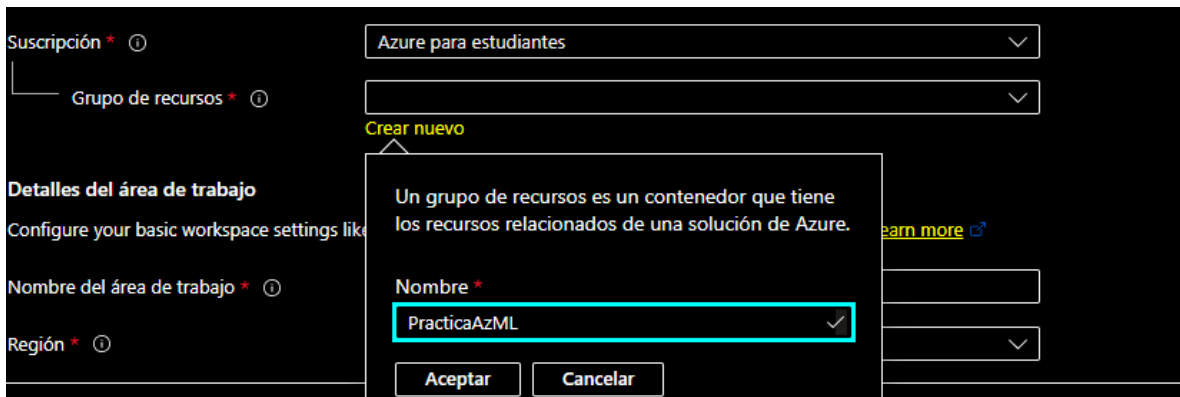 Suscripción *
Azure para estudiantes
Grupo de recursos *
Crear nuevo
Detalles del área de trabajo
Un grupo de recursos es un contenedor que tiene
los recursos relacionados de una solución de Azure.
Configure your basic workspace settings like
earn more
Nombre del área de trabajo *
Nombre *
PracticaAzML
Región *
Aceptar
Cancelar